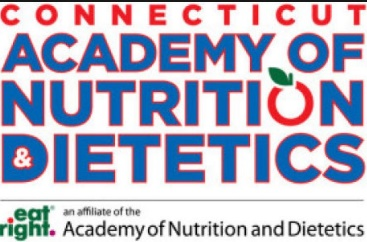 CONNECTICUT
ACADEMY OF
NUTRITION
& DIETETICS
eat right. an affiliate of the
Academy of Nutrition and Dietetics